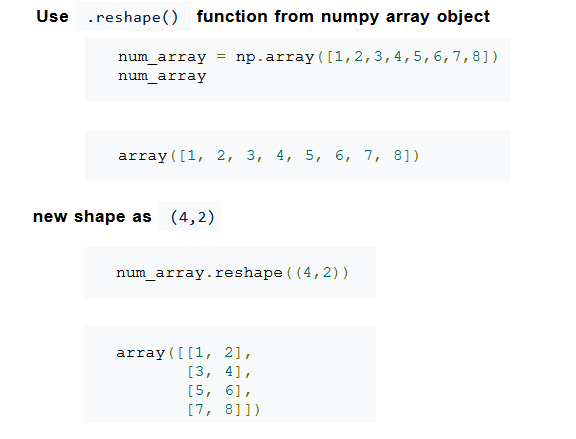 Use .reshape() function from numpy array object
num_array = np.array([1,2,3,4,5,6,7,8])
num_array
array([1, 2, 3, 4, 5, 6, 7, 8])
new shape as (4,2)
num_array.reshape((4,2))
array([[1, 2],
[3, 4],
[5, 6],
[7, 8]])